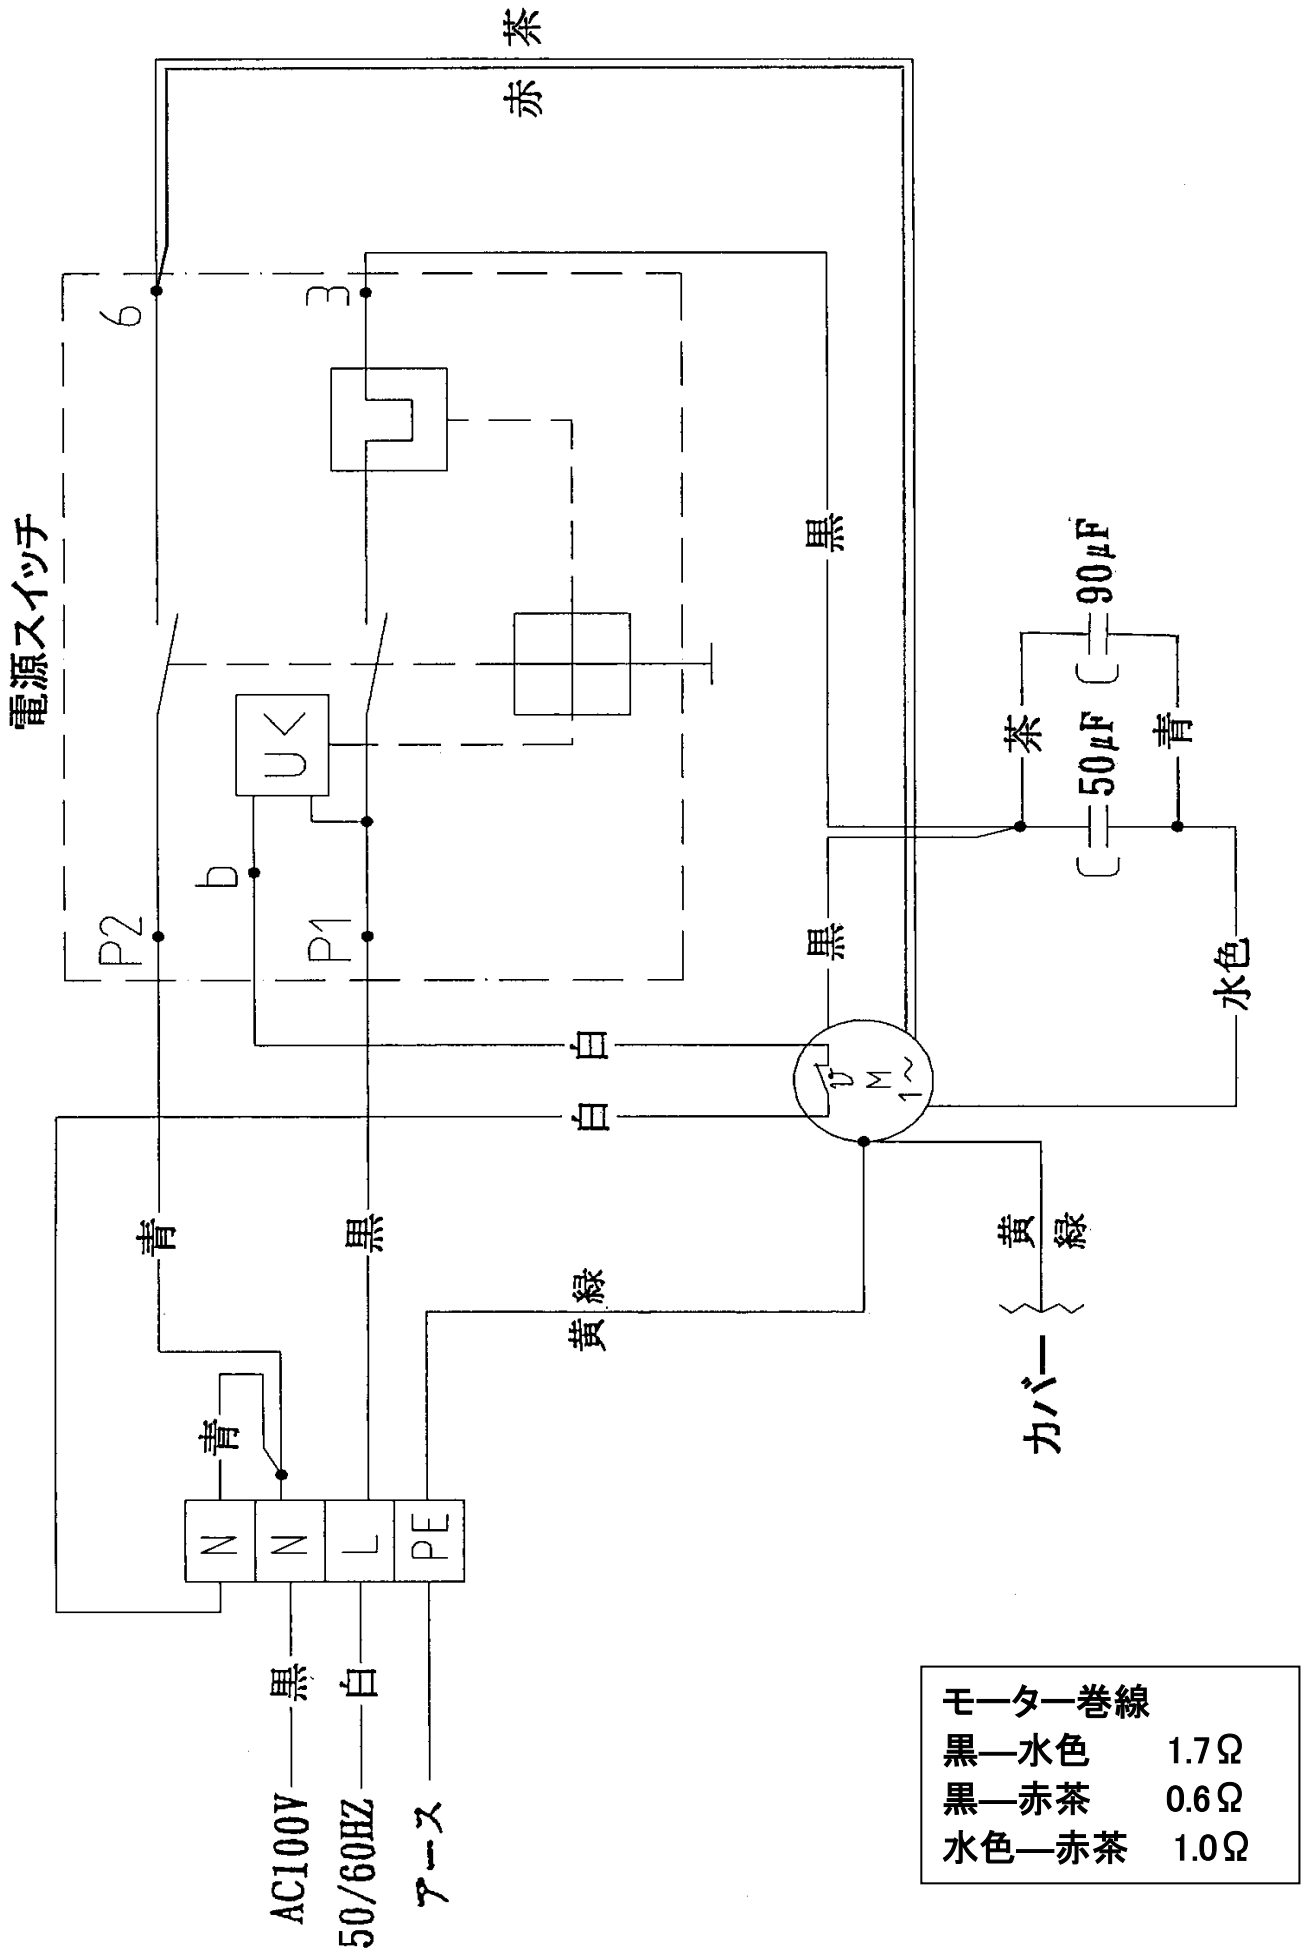 電源スイッチ
茶
赤
6
3
UK
b
P2
P1
黒
90μF
50μF
茶
青
黒
水色
白
白
ϑ
M
1~
青
黒
黄
緑
黄
緑
カバー
青
N
N
L
PE
黒
白
AC100V
50/60HZ
アース
モーター巻線
黒—水色 1.7Ω
黒—赤茶 0.6Ω
水色—赤茶 1.0Ω